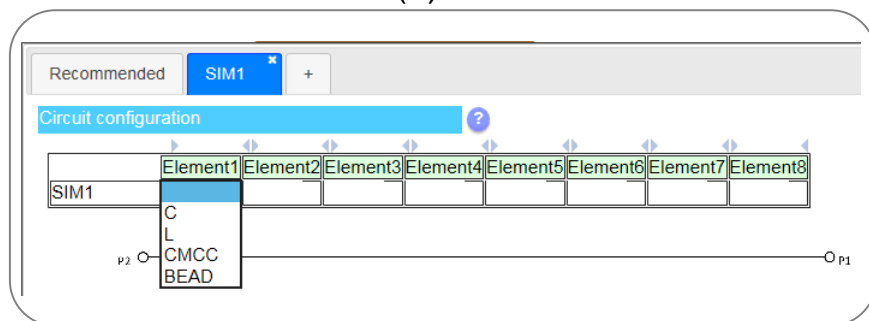 Recommended SIM1 × +
Circuit configuration ?
Element1 Element2 Element3 Element4 Element5 Element6 Element7 Element8
SIM1
C
L
P2 CMCC P1
BEAD